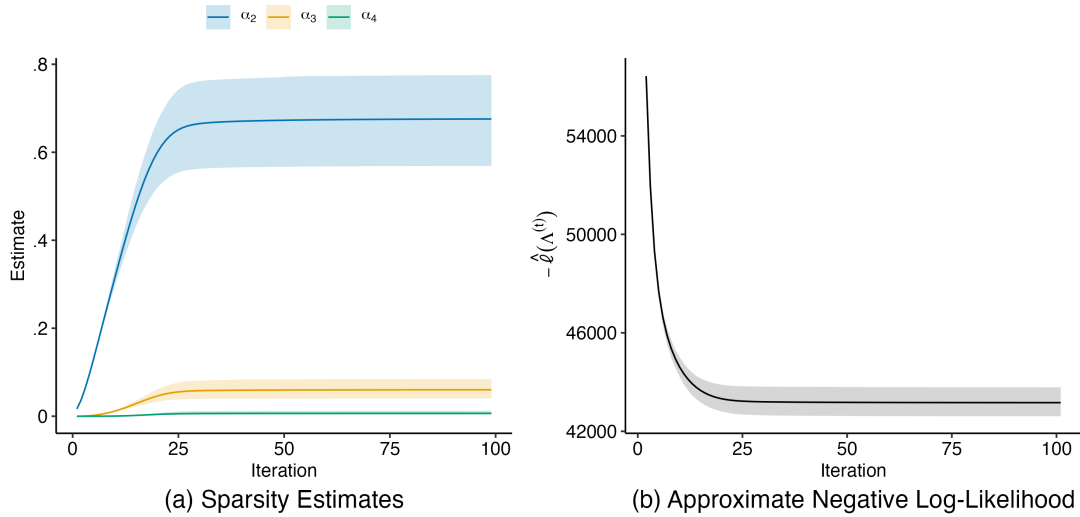 α₂ α₃ α₄
.8
.6
.4
.2
0
Estimate
0 25 50 75 100
Iteration
(a) Sparsity Estimates
54000
50000
46000
42000
−ℓ̂(Λ⁽ᵗ⁾)
0 25 50 75 100
Iteration
(b) Approximate Negative Log-Likelihood